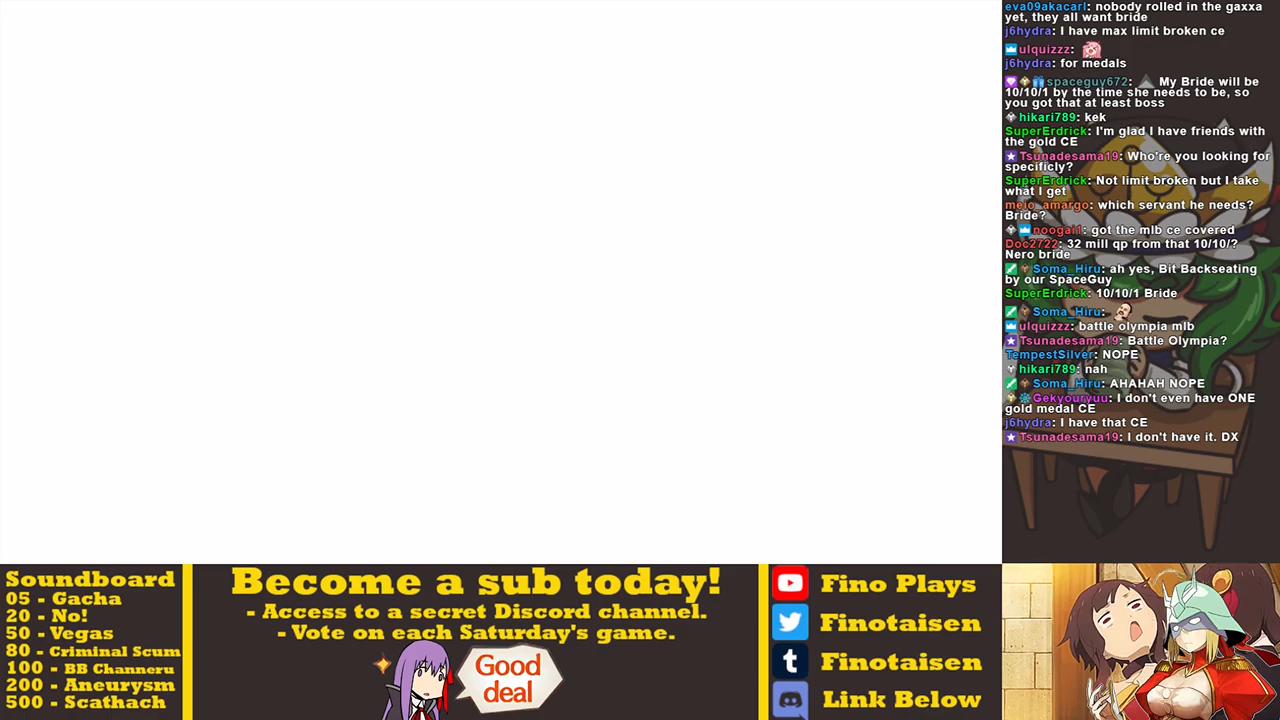 eva09akacarl: nobody rolled in the gaxxa
yet, they all want bride
j6hydra: I have max limit broken ce
ulquizzz:
j6hydra: for medals
spaceguy672: My Bride will be
10/10/1 by the time she needs to be, so
you got that at least boss
hikari789: kek
SuperErdrick: I'm glad I have friends with
the gold CE
Tsunadesama19: Who're you looking for
specificly?
SuperErdrick: Not limit broken but I take
what I get
meio_amargo: which servant he needs?
Bride?
noogai1: got the mlb ce covered
Doc2722: 32 mill qp from that 10/10/?
Nero bride
Soma_Hiru: ah yes, Bit Backseating
by our SpaceGuy
SuperErdrick: 10/10/1 Bride
Soma_Hiru:
ulquizzz: battle olympia mlb
Tsunadesama19: Battle Olympia?
TempestSilver: NOPE
hikari789: nah
Soma_Hiru: AHAHAH NOPE
Gekyouryuu: I don't even have ONE
gold medal CE
j6hydra: I have that CE
Tsunadesama19: I don't have it. DX
Soundboard
05 - Gacha
20 - No!
50 - Vegas
80 - Criminal Scum
100 - BB Channeru
200 - Aneurysm
500 - Scathach
Become a sub today!
- Access to a secret Discord channel.
- Vote on each Saturday's game.
Good
deal
Fino Plays
Finotaisen
t Finotaisen
Link Below